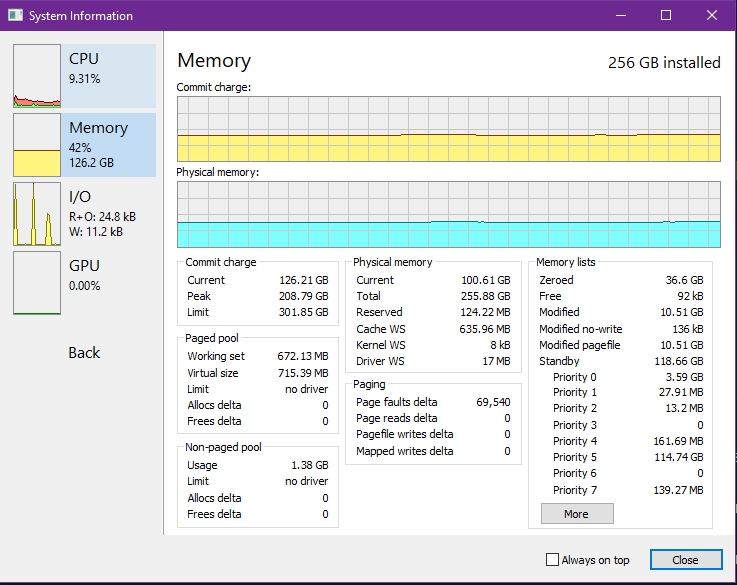 System Information
CPU
9.31%
Memory
42%
126.2 GB
I/O
R+O: 24.8 kB
W: 11.2 kB
GPU
0.00%
Back
Memory 256 GB installed
Commit charge:
Physical memory:
Commit charge
Current 126.21 GB
Peak 208.79 GB
Limit 301.85 GB
Paged pool
Working set 672.13 MB
Virtual size 715.39 MB
Limit no driver
Allocs delta 0
Frees delta 0
Non-paged pool
Usage 1.38 GB
Limit no driver
Allocs delta 0
Frees delta 0
Physical memory
Current 100.61 GB
Total 255.88 GB
Reserved 124.22 MB
Cache WS 635.96 MB
Kernel WS 8 kB
Driver WS 17 MB
Paging
Page faults delta 69,540
Page reads delta 0
Pagefile writes delta 0
Mapped writes delta 0
Memory lists
Zeroed 36.6 GB
Free 92 kB
Modified 10.51 GB
Modified no-write 136 kB
Modified pagefile 10.51 GB
Standby 118.66 GB
Priority 0 3.59 GB
Priority 1 27.91 MB
Priority 2 13.2 MB
Priority 3 0
Priority 4 161.69 MB
Priority 5 114.74 GB
Priority 6 0
Priority 7 139.27 MB
More
Always on top
Close